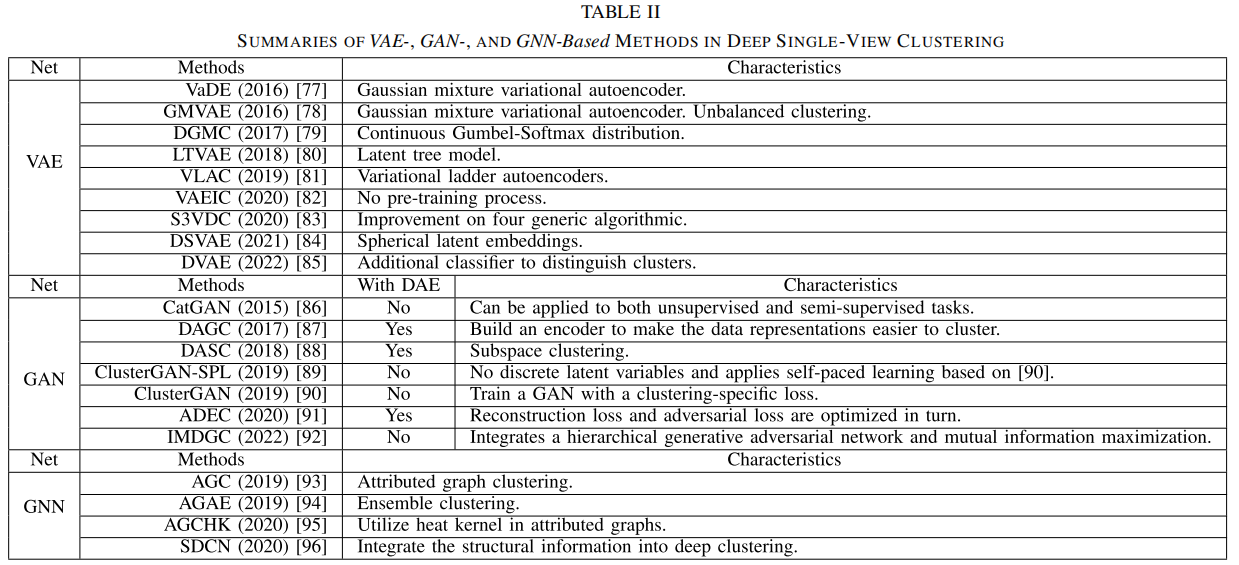 TABLE II
SUMMARIES OF VAE-, GAN-, AND GNN-BASED METHODS IN DEEP SINGLE-VIEW CLUSTERING
Net Methods Characteristics
VAE
VaDE (2016) [77] Gaussian mixture variational autoencoder.
GMVAE (2016) [78] Gaussian mixture variational autoencoder. Unbalanced clustering.
DGMC (2017) [79] Continuous Gumbel-Softmax distribution.
LTVAE (2018) [80] Latent tree model.
VLAC (2019) [81] Variational ladder autoencoders.
VAEIC (2020) [82] No pre-training process.
S3VDC (2020) [83] Improvement on four generic algorithmic.
DSVAE (2021) [84] Spherical latent embeddings.
DVAE (2022) [85] Additional classifier to distinguish clusters.
Net Methods With DAE Characteristics
GAN
CatGAN (2015) [86] No Can be applied to both unsupervised and semi-supervised tasks.
DAGC (2017) [87] Yes Build an encoder to make the data representations easier to cluster.
DASC (2018) [88] Yes Subspace clustering.
ClusterGAN-SPL (2019) [89] No No discrete latent variables and applies self-paced learning based on [90].
ClusterGAN (2019) [90] No Train a GAN with a clustering-specific loss.
ADEC (2020) [91] Yes Reconstruction loss and adversarial loss are optimized in turn.
IMDGC (2022) [92] No Integrates a hierarchical generative adversarial network and mutual information maximization.
Net Methods Characteristics
GNN
AGC (2019) [93] Attributed graph clustering.
AGAE (2019) [94] Ensemble clustering.
AGCHK (2020) [95] Utilize heat kernel in attributed graphs.
SDCN (2020) [96] Integrate the structural information into deep clustering.